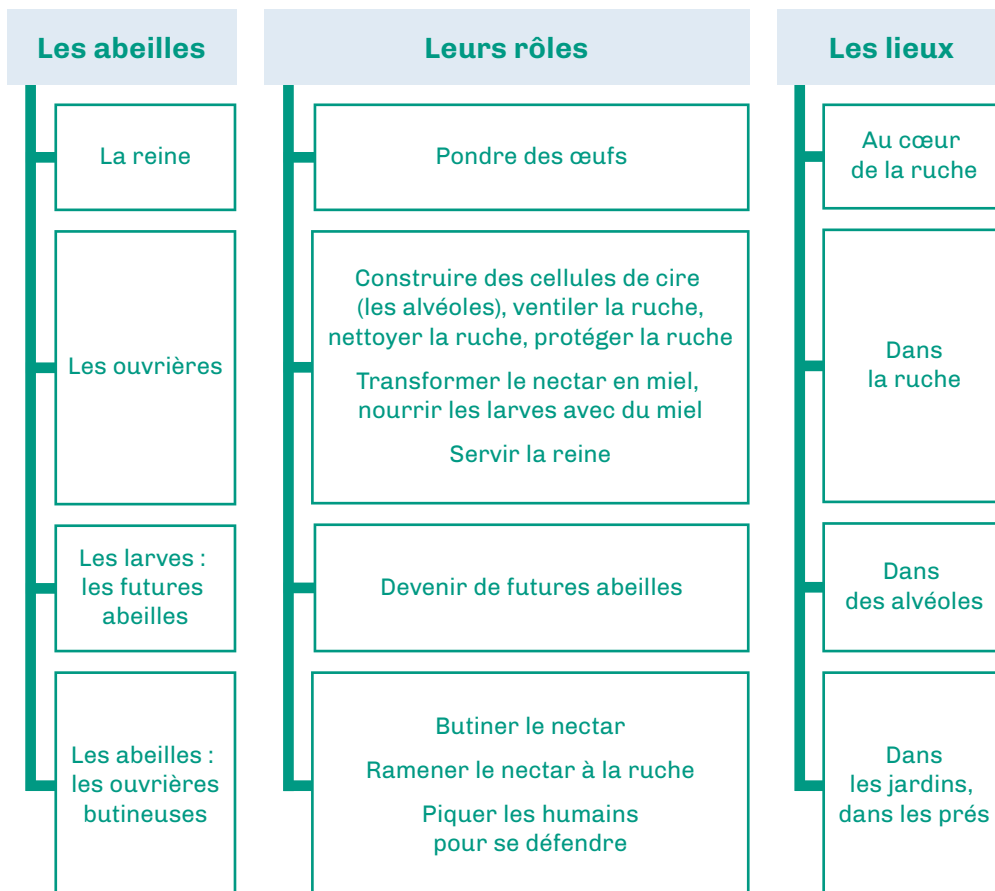 Les abeilles
Leurs rôles
Les lieux
La reine
Pondre des œufs
Au cœur
de la ruche
Les ouvrières
Construire des cellules de cire
(les alvéoles), ventiler la ruche,
nettoyer la ruche, protéger la ruche
Transformer le nectar en miel,
nourrir les larves avec du miel
Servir la reine
Dans
la ruche
Les larves :
les futures
abeilles
Devenir de futures abeilles
Dans
des alvéoles
Les abeilles :
les ouvrières
butineuses
Butiner le nectar
Ramener le nectar à la ruche
Piquer les humains
pour se défendre
Dans
les jardins,
dans les prés